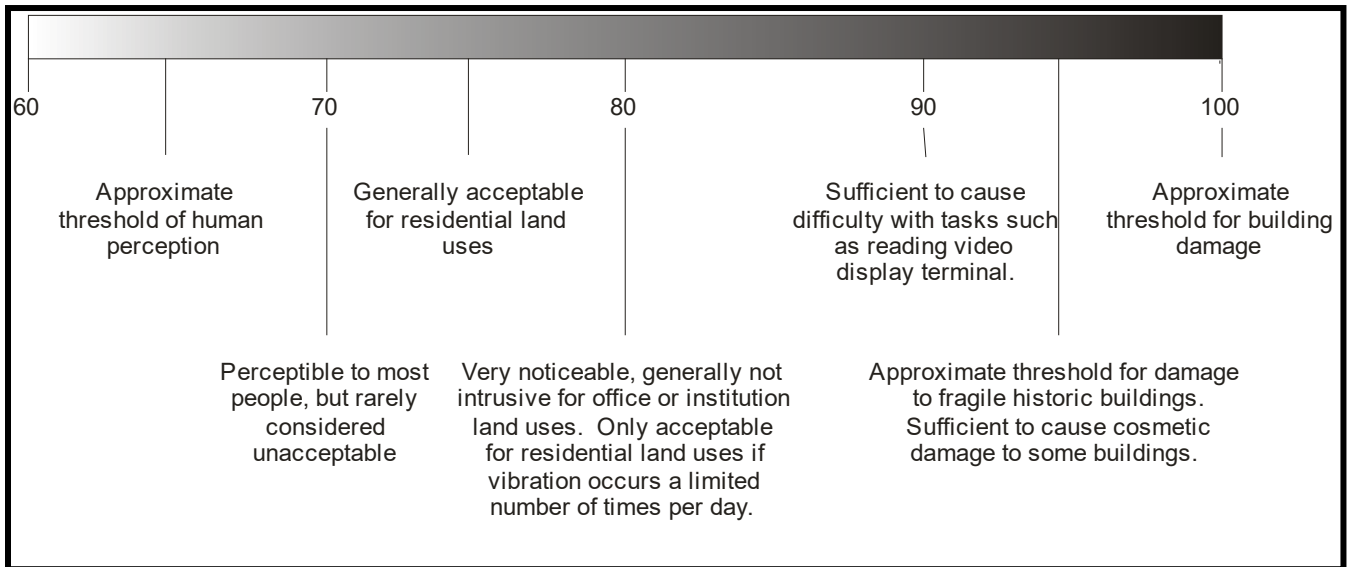 60
70
80
90
100
Approximate
threshold of human
perception
Generally acceptable
for residential land
uses
Sufficient to cause
difficulty with tasks such
as reading video
display terminal.
Approximate
threshold for building
damage
Perceptible to most
people, but rarely
considered
unacceptable
Very noticeable, generally not
intrusive for office or institution
land uses.  Only acceptable
for residential land uses if
vibration occurs a limited
number of times per day.
Approximate threshold for damage
to fragile historic buildings.
Sufficient to cause cosmetic
damage to some buildings.